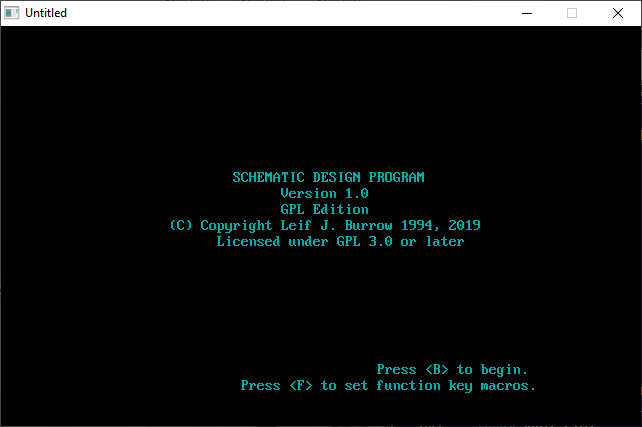 Untitled
SCHEMATIC DESIGN PROGRAM
Version 1.0
GPL Edition
(C) Copyright Leif J. Burrow 1994, 2019
Licensed under GPL 3.0 or later
Press <B> to begin.
Press <F> to set function key macros.